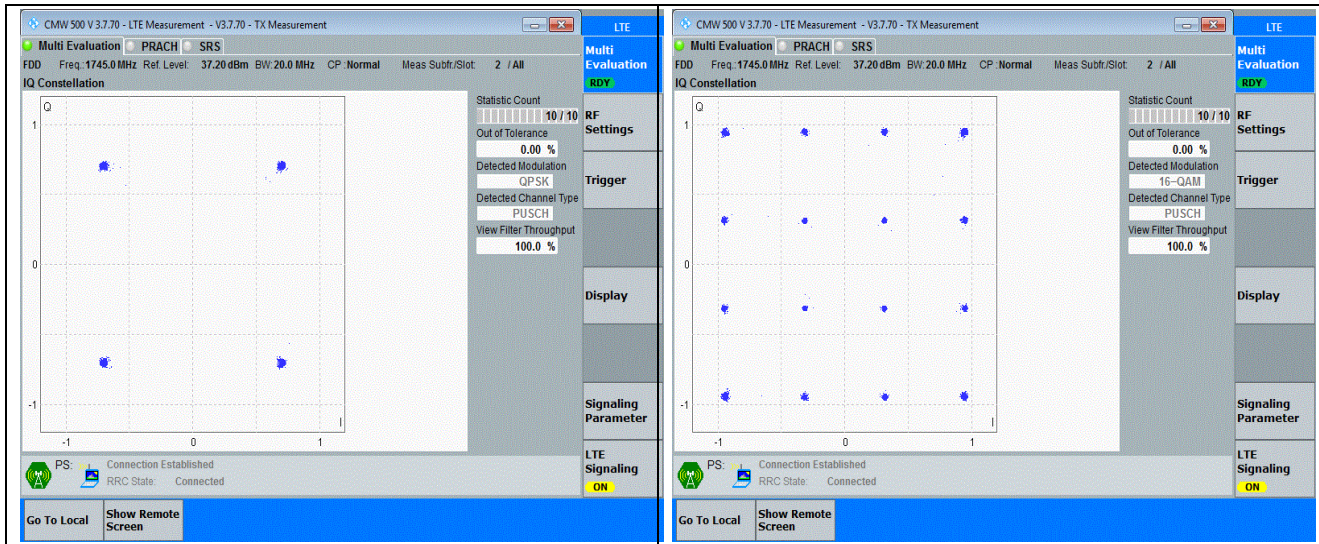 CMW 500 V 3.7.70 - LTE Measurement - V3.7.70 - TX Measurement
LTE
Multi Evaluation PRACH SRS
Multi
Evaluation
RDY
FDD Freq.:1745.0 MHz Ref. Level: 37.20 dBm BW:20.0 MHz CP :Normal Meas Subfr./Slot: 2 / All
IQ Constellation
Q
1
0
-1
-1 0 1
I
Statistic Count
10 / 10
Out of Tolerance
0.00 %
Detected Modulation
QPSK
Detected Channel Type
PUSCH
View Filter Throughput
100.0 %
RF
Settings
Trigger
Display
Signaling
Parameter
LTE
Signaling
ON
PS: Connection Established
RRC State: Connected
Go To Local
Show Remote
Screen
CMW 500 V 3.7.70 - LTE Measurement - V3.7.70 - TX Measurement
LTE
Multi Evaluation PRACH SRS
Multi
Evaluation
RDY
FDD Freq.:1745.0 MHz Ref. Level: 37.20 dBm BW:20.0 MHz CP :Normal Meas Subfr./Slot: 2 / All
IQ Constellation
Q
1
0
-1
-1 0 1
I
Statistic Count
10 / 10
Out of Tolerance
0.00 %
Detected Modulation
16-QAM
Detected Channel Type
PUSCH
View Filter Throughput
100.0 %
RF
Settings
Trigger
Display
Signaling
Parameter
LTE
Signaling
ON
PS: Connection Established
RRC State: Connected
Go To Local
Show Remote
Screen